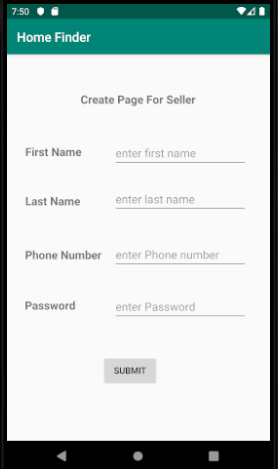 7:50
Home Finder
Create Page For Seller
First Name enter first name
Last Name enter last name
Phone Number enter Phone number
Password enter Password
SUBMIT